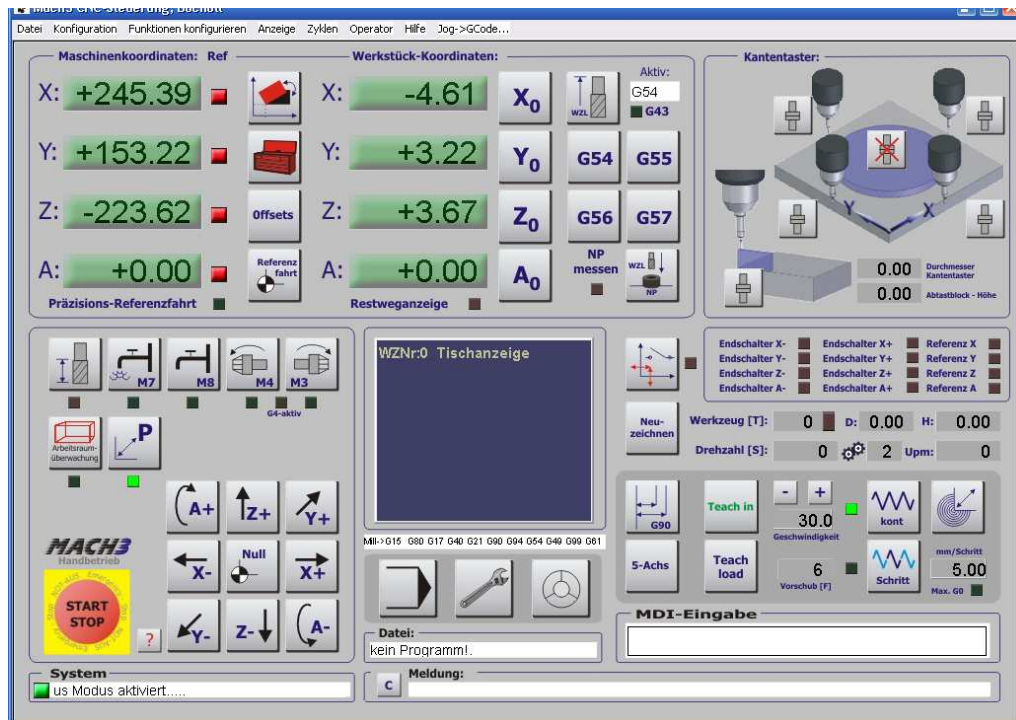 Mach3 CNC-Steuerung, Bocholt
Datei Konfiguration Funktionen konfigurieren Anzeige Zyklen Operator Hilfe Jog->GCode...
Maschinenkoordinaten: Ref
X: +245.39
Y: +153.22
Z: -223.62
Offsets
A: +0.00
Referenz
fahrt
Präzisions-Referenzfahrt
Werkstück-Koordinaten:
X: -4.61 X0
Y: +3.22 Y0
Z: +3.67 Z0
A: +0.00 A0
Restweganzeige
WZL
Aktiv:
G54
G43
G54 G55
G56 G57
NP
messen
WZL
NP
Kantentaster:
Y X
0.00 Durchmesser
Kantentaster
0.00 Abtastblock - Höhe
M7 M8 M4 M3
G4-aktiv
Arbeitsraum-
überwachung
P
A+ Z+ Y+
X- Null X+
Y- Z- A-
MACH3
Handbetrieb
START
STOP
?
WZNr:0 Tischanzeige
Mill->G15 G80 G17 G40 G21 G90 G94 G54 G49 G99 G61
Datei:
kein Programm!.
Endschalter X- Endschalter X+ Referenz X
Endschalter Y- Endschalter Y+ Referenz Y
Endschalter Z- Endschalter Z+ Referenz Z
Endschalter A- Endschalter A+ Referenz A
Neu-
zeichnen
Werkzeug [T]: 0 D: 0.00 H: 0.00
Drehzahl [S]: 0 2 Upm: 0
G90
Teach in
- +
30.0
Geschwindigkeit
kont
5-Achs
Teach
load
6
Vorschub [F]
Schritt
mm/Schritt
5.00
Max. G0
MDI-Eingabe
System
us Modus aktiviert.....
C
Meldung: